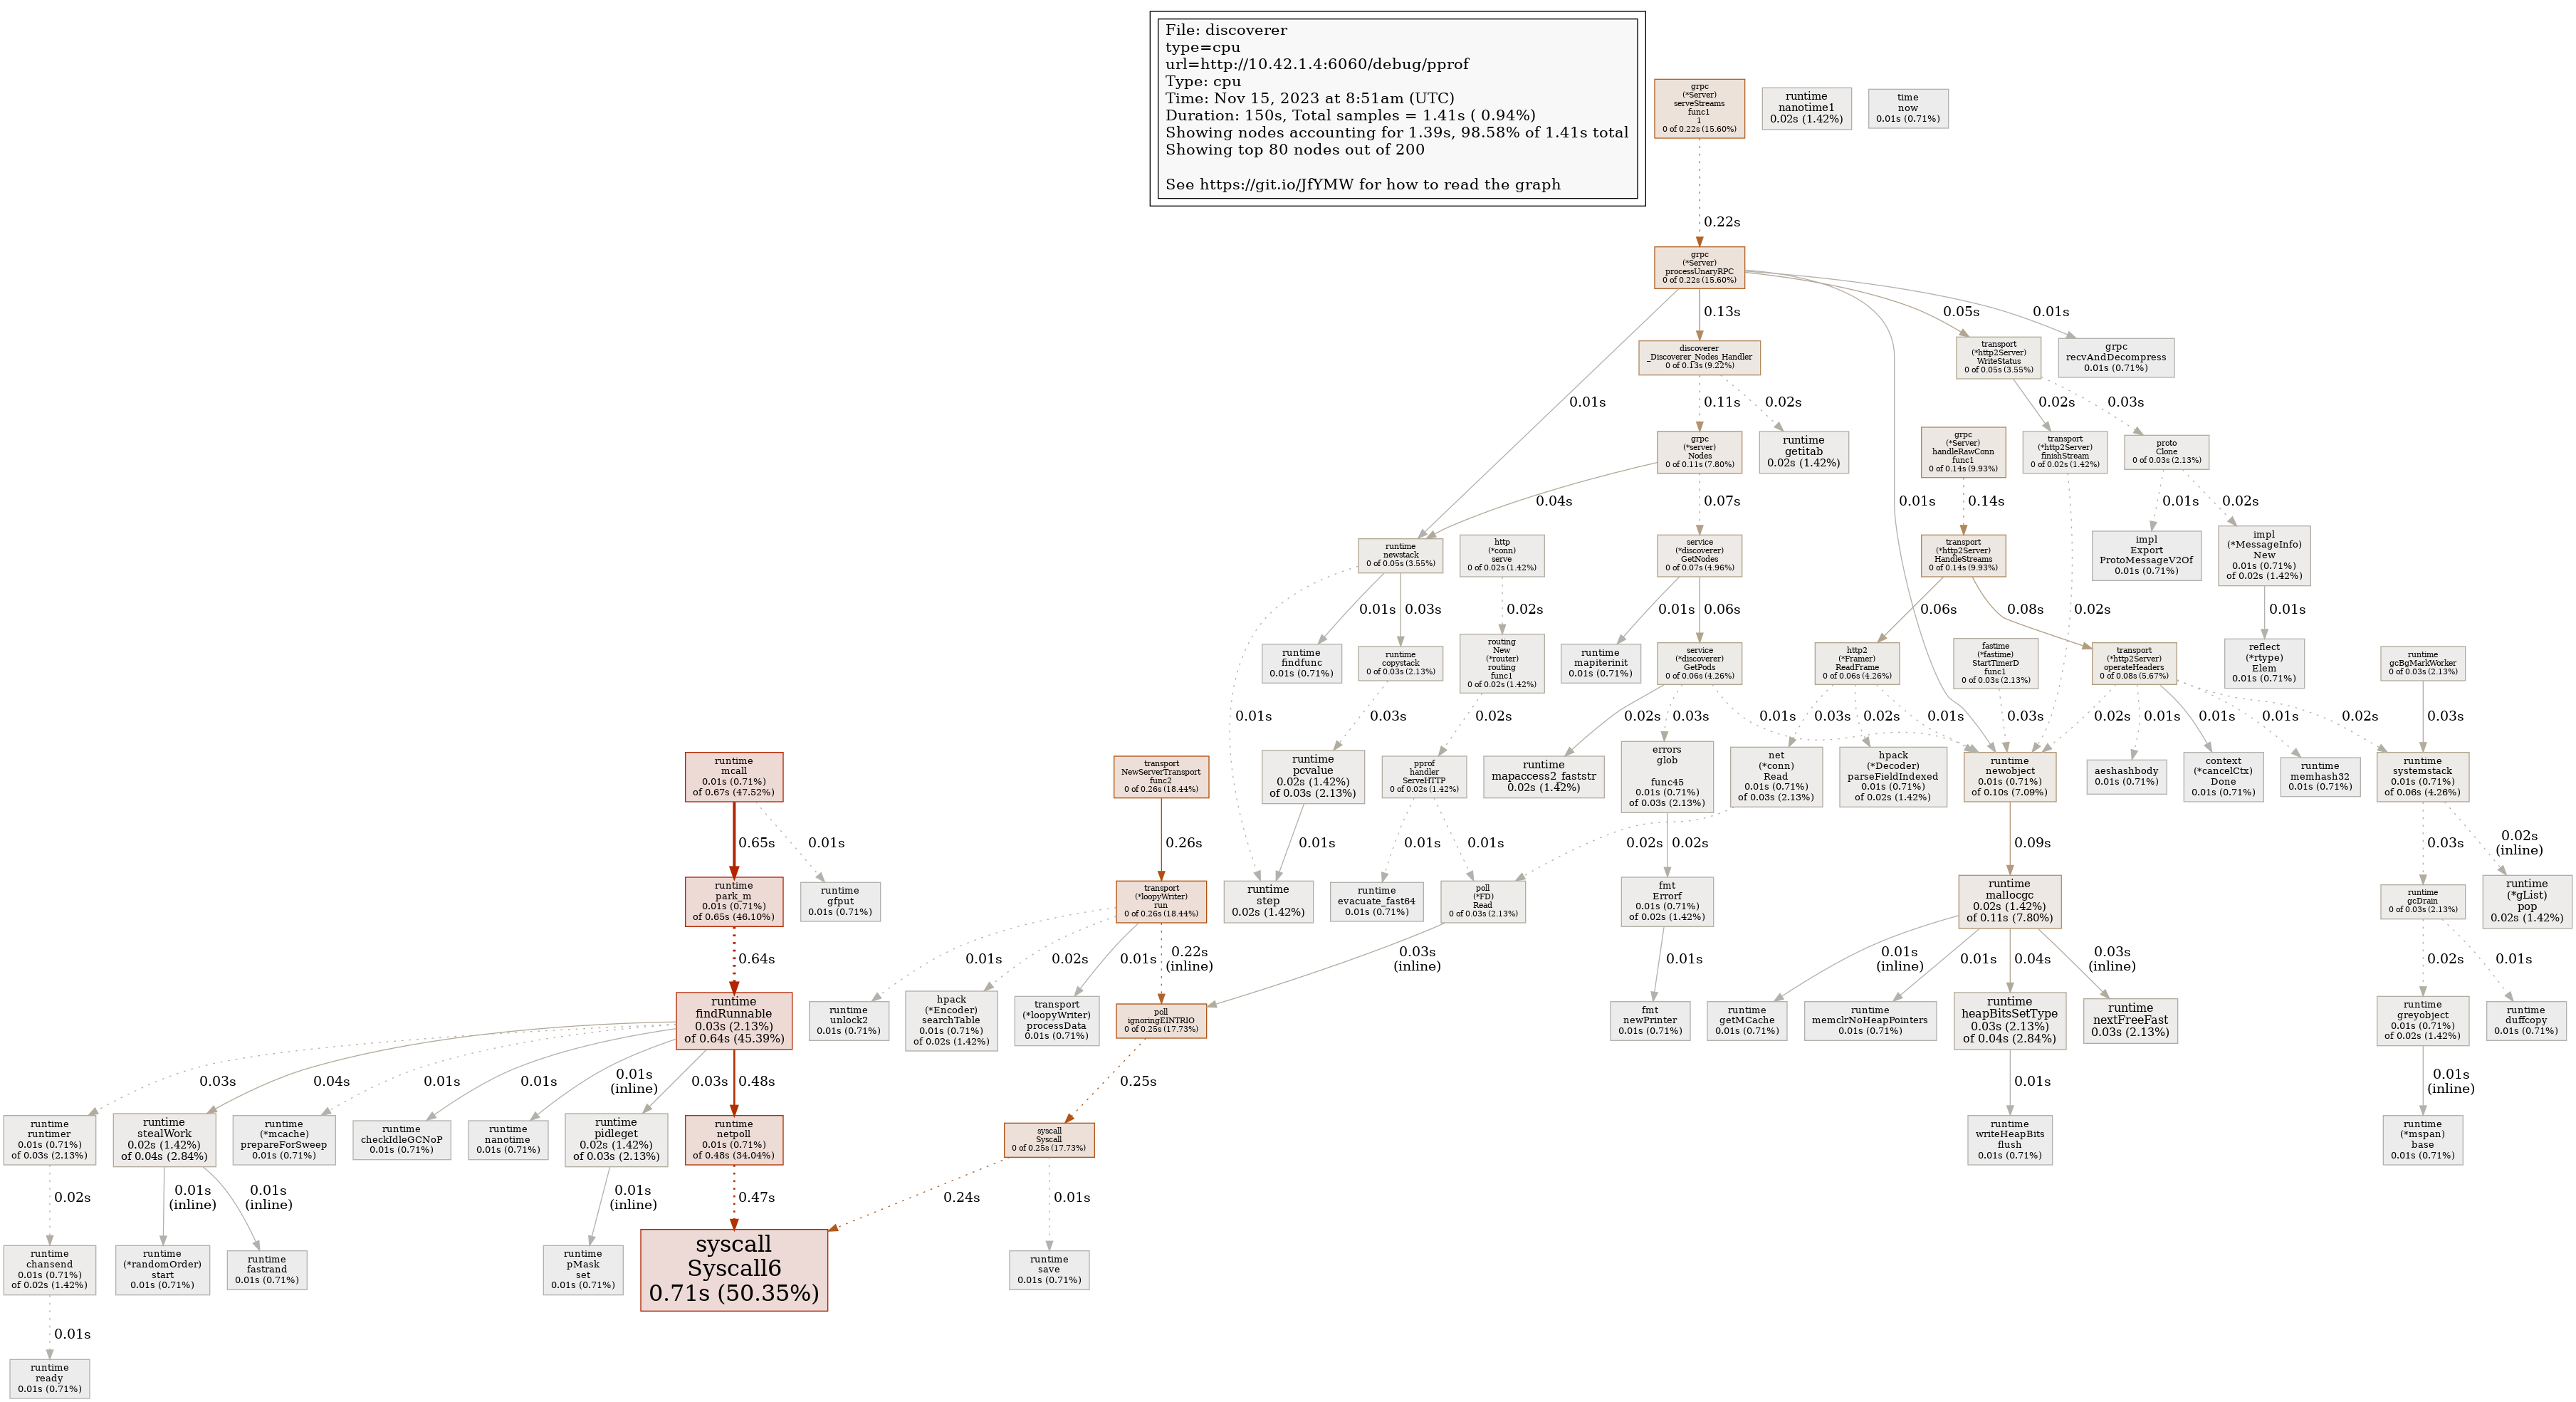 File: discoverer
type=cpu
url=http://10.42.1.4:6060/debug/pprof
Type: cpu
Time: Nov 15, 2023 at 8:51am (UTC)
Duration: 150s, Total samples = 1.41s ( 0.94%)
Showing nodes accounting for 1.39s, 98.58% of 1.41s total
Showing top 80 nodes out of 200
See https://git.io/JfYMW for how to read the graph
grpc
(*Server)
serveStreams
func1
1
0 of 0.22s (15.60%)
runtime
nanotime1
0.02s (1.42%)
time
now
0.01s (0.71%)
0.22s
grpc
(*Server)
processUnaryRPC
0 of 0.22s (15.60%)
0.13s
0.05s
0.01s
discoverer
_Discoverer_Nodes_Handler
0 of 0.13s (9.22%)
transport
(*http2Server)
WriteStatus
0 of 0.05s (3.55%)
grpc
recvAndDecompress
0.01s (0.71%)
0.01s
0.11s
0.02s
0.02s
0.03s
grpc
(*server)
Nodes
0 of 0.11s (7.80%)
runtime
getitab
0.02s (1.42%)
grpc
(*Server)
handleRawConn
func1
0 of 0.14s (9.93%)
transport
(*http2Server)
finishStream
0 of 0.02s (1.42%)
proto
Clone
0 of 0.03s (2.13%)
0.04s
0.07s
0.01s
0.14s
0.01s
0.02s
runtime
newstack
0 of 0.05s (3.55%)
http
(*conn)
serve
0 of 0.02s (1.42%)
service
(*discoverer)
GetNodes
0 of 0.07s (4.96%)
transport
(*http2Server)
HandleStreams
0 of 0.14s (9.93%)
impl
Export
ProtoMessageV2Of
0.01s (0.71%)
impl
(*MessageInfo)
New
0.01s (0.71%)
of 0.02s (1.42%)
0.01s
0.03s
0.02s
0.01s
0.06s
0.06s
0.08s
0.02s
0.01s
runtime
findfunc
0.01s (0.71%)
runtime
copystack
0 of 0.03s (2.13%)
routing
New
(*router)
routing
func1
0 of 0.02s (1.42%)
runtime
mapiterinit
0.01s (0.71%)
service
(*discoverer)
GetPods
0 of 0.06s (4.26%)
http2
(*Framer)
ReadFrame
0 of 0.06s (4.26%)
fastime
(*fastime)
StartTimerD
func1
0 of 0.03s (2.13%)
transport
(*http2Server)
operateHeaders
0 of 0.08s (5.67%)
reflect
(*rtype)
Elem
0.01s (0.71%)
runtime
gcBgMarkWorker
0 of 0.03s (2.13%)
0.01s
0.03s
0.02s
0.02s
0.03s
0.01s
0.03s
0.02s
0.01s
0.03s
0.02s
0.01s
0.01s
0.01s
0.02s
0.03s
runtime
mcall
0.01s (0.71%)
of 0.67s (47.52%)
transport
NewServerTransport
func2
0 of 0.26s (18.44%)
runtime
pcvalue
0.02s (1.42%)
of 0.03s (2.13%)
pprof
handler
ServeHTTP
0 of 0.02s (1.42%)
runtime
mapaccess2_faststr
0.02s (1.42%)
errors
glob
func45
0.01s (0.71%)
of 0.03s (2.13%)
net
(*conn)
Read
0.01s (0.71%)
of 0.03s (2.13%)
hpack
(*Decoder)
parseFieldIndexed
0.01s (0.71%)
of 0.02s (1.42%)
runtime
newobject
0.01s (0.71%)
of 0.10s (7.09%)
aeshashbody
0.01s (0.71%)
context
(*cancelCtx)
Done
0.01s (0.71%)
runtime
memhash32
0.01s (0.71%)
runtime
systemstack
0.01s (0.71%)
of 0.06s (4.26%)
0.65s
0.01s
0.26s
0.01s
0.01s
0.01s
0.02s
0.02s
0.09s
0.03s
0.02s
(inline)
runtime
park_m
0.01s (0.71%)
of 0.65s (46.10%)
runtime
gfput
0.01s (0.71%)
transport
(*loopyWriter)
run
0 of 0.26s (18.44%)
runtime
step
0.02s (1.42%)
runtime
evacuate_fast64
0.01s (0.71%)
poll
(*FD)
Read
0 of 0.03s (2.13%)
fmt
Errorf
0.01s (0.71%)
of 0.02s (1.42%)
runtime
mallocgc
0.02s (1.42%)
of 0.11s (7.80%)
runtime
gcDrain
0 of 0.03s (2.13%)
runtime
(*gList)
pop
0.02s (1.42%)
0.64s
0.01s
0.02s
0.01s
0.22s
(inline)
0.03s
(inline)
0.01s
0.01s
(inline)
0.01s
0.04s
0.03s
(inline)
0.02s
0.01s
runtime
findRunnable
0.03s (2.13%)
of 0.64s (45.39%)
runtime
unlock2
0.01s (0.71%)
hpack
(*Encoder)
searchTable
0.01s (0.71%)
of 0.02s (1.42%)
transport
(*loopyWriter)
processData
0.01s (0.71%)
poll
ignoringEINTRIO
0 of 0.25s (17.73%)
fmt
newPrinter
0.01s (0.71%)
runtime
getMCache
0.01s (0.71%)
runtime
memclrNoHeapPointers
0.01s (0.71%)
runtime
heapBitsSetType
0.03s (2.13%)
of 0.04s (2.84%)
runtime
nextFreeFast
0.03s (2.13%)
runtime
greyobject
0.01s (0.71%)
of 0.02s (1.42%)
runtime
duffcopy
0.01s (0.71%)
0.03s
0.04s
0.01s
0.01s
0.01s
(inline)
0.03s
0.48s
0.25s
0.01s
0.01s
(inline)
runtime
runtimer
0.01s (0.71%)
of 0.03s (2.13%)
runtime
stealWork
0.02s (1.42%)
of 0.04s (2.84%)
runtime
(*mcache)
prepareForSweep
0.01s (0.71%)
runtime
checkIdleGCNoP
0.01s (0.71%)
runtime
nanotime
0.01s (0.71%)
runtime
pidleget
0.02s (1.42%)
of 0.03s (2.13%)
runtime
netpoll
0.01s (0.71%)
of 0.48s (34.04%)
syscall
Syscall
0 of 0.25s (17.73%)
runtime
writeHeapBits
flush
0.01s (0.71%)
runtime
(*mspan)
base
0.01s (0.71%)
0.02s
0.01s
(inline)
0.01s
(inline)
0.01s
(inline)
0.47s
0.24s
0.01s
runtime
chansend
0.01s (0.71%)
of 0.02s (1.42%)
runtime
(*randomOrder)
start
0.01s (0.71%)
runtime
fastrand
0.01s (0.71%)
runtime
pMask
set
0.01s (0.71%)
syscall
Syscall6
0.71s (50.35%)
runtime
save
0.01s (0.71%)
0.01s
runtime
ready
0.01s (0.71%)